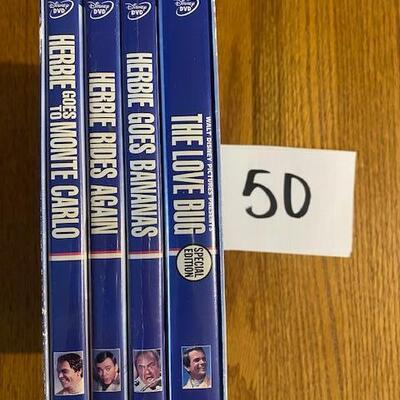 Disney
DVD
HERBIE GOES TO MONTE CARLO
Disney
DVD
HERBIE RIDES AGAIN
Disney
DVD
HERBIE GOES BANANAS
Disney
DVD
WALT DISNEY PICTURES PRESENTS
THE LOVE BUG
SPECIAL
EDITION
50